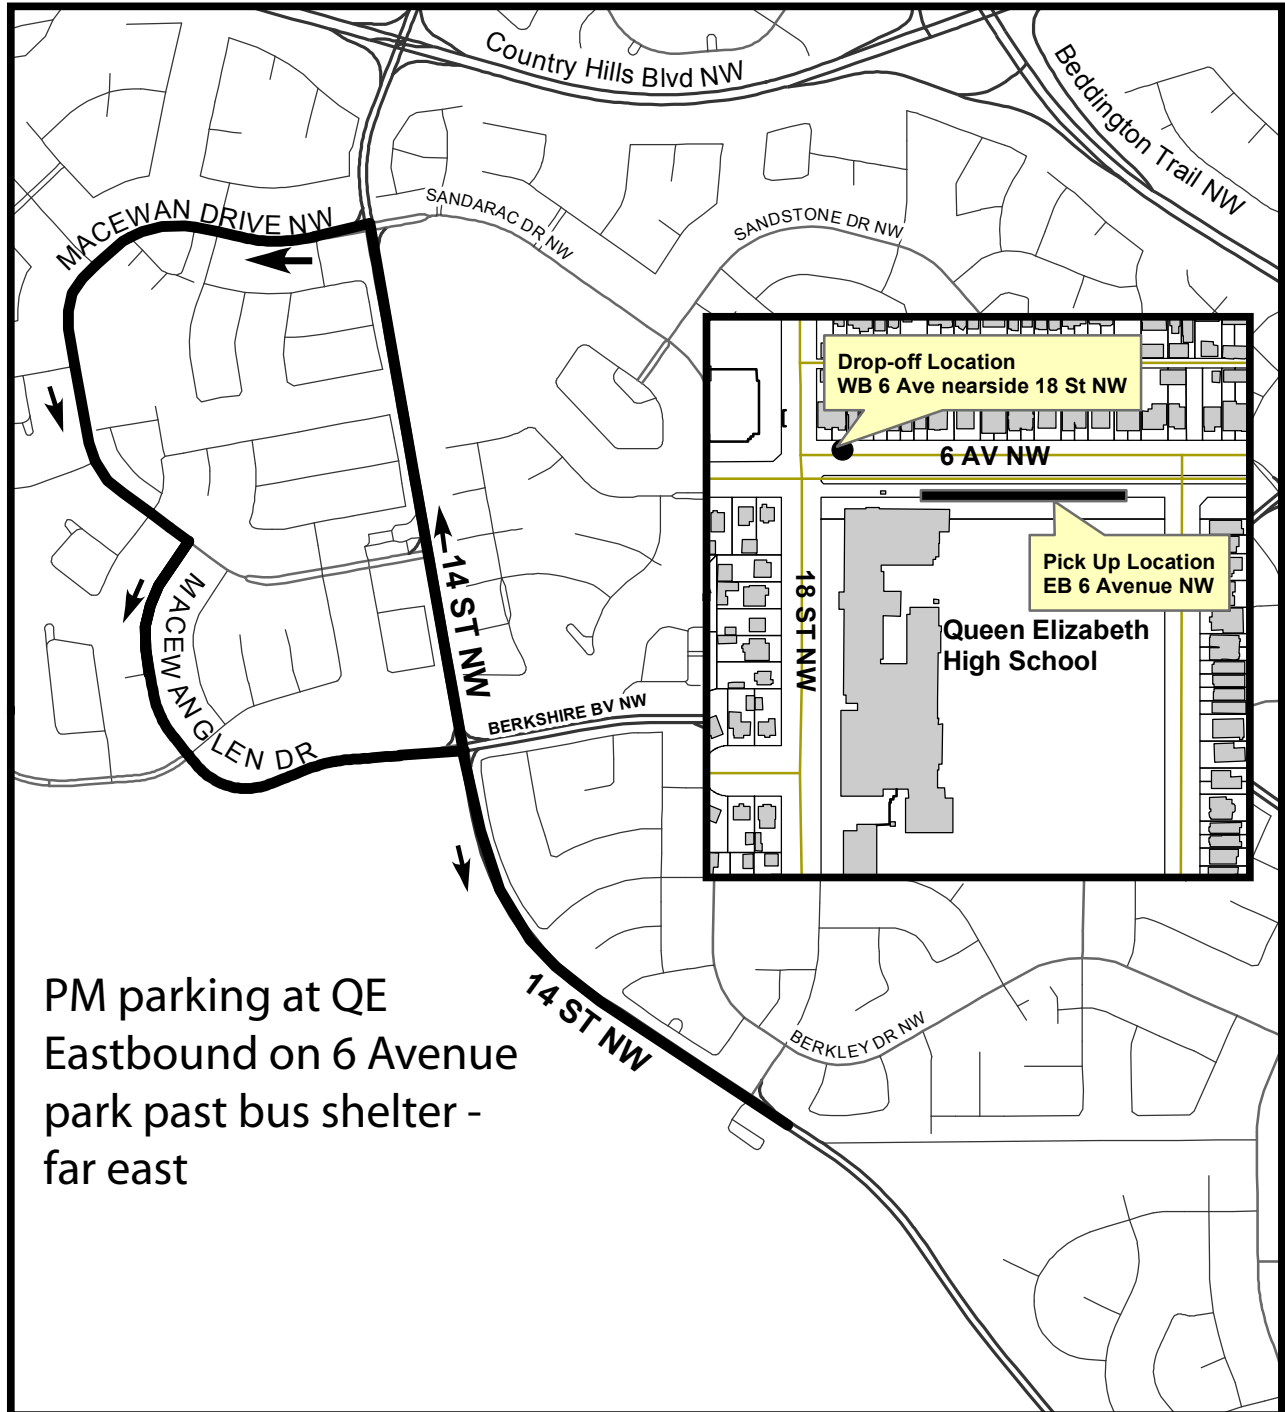 Country Hills Blvd NW
Beddington Trail NW
MACEWAN DRIVE NW
SANDARAC DR NW
SANDSTONE DR NW
Drop-off Location
WB 6 Ave nearside 18 St NW
6 AV NW
Pick Up Location
EB 6 Avenue NW
18 ST NW
Queen Elizabeth
High School
14 ST NW
MACEWAN GLEN DR
BERKSHIRE BV NW
14 ST NW
BERKLEY DR NW
PM parking at QE
Eastbound on 6 Avenue
park past bus shelter -
far east